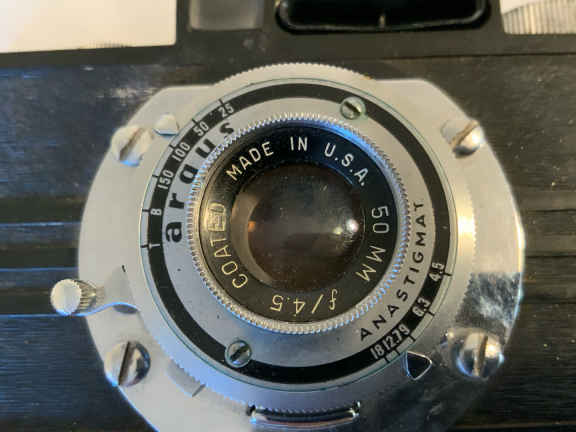 T B 150 100 50 25
argus
MADE IN U.S.A.
50 MM
f/4.5
COATED
ANASTIGMAT
4.5 6.3 9 12.7 18